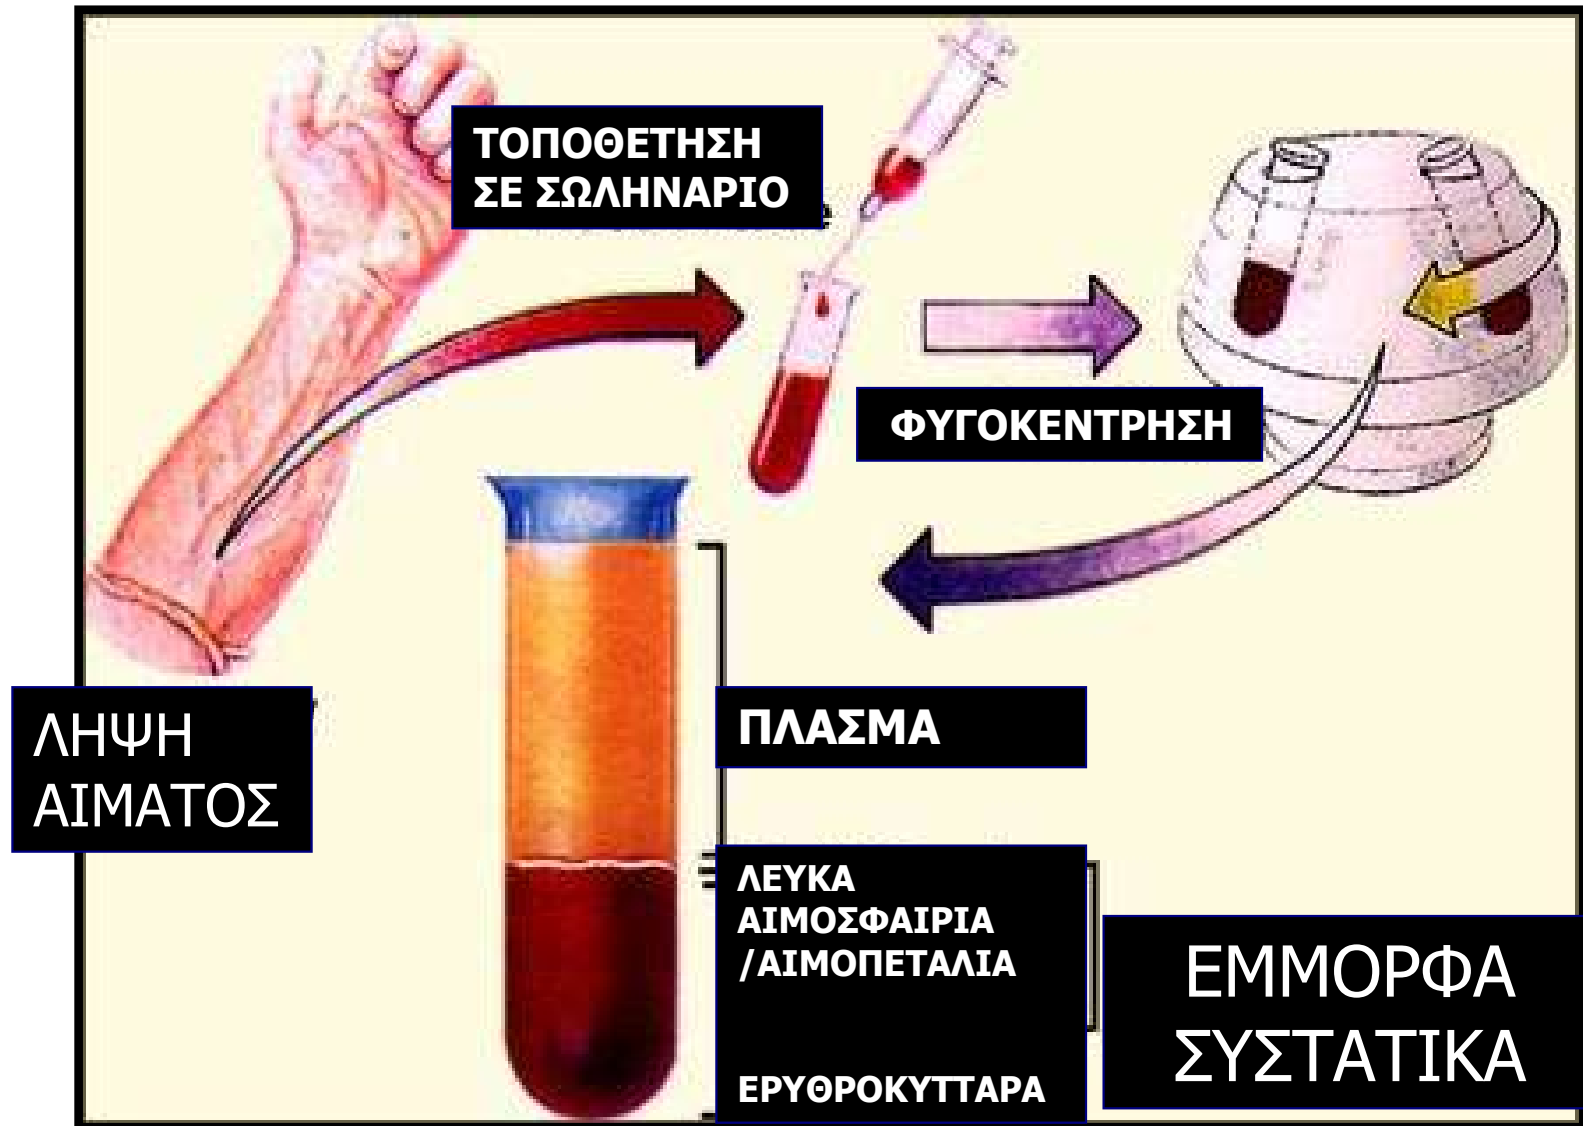 ΤΟΠΟΘΕΤΗΣΗ
ΣΕ ΣΩΛΗΝΑΡΙΟ
ΦΥΓΟΚΕΝΤΡΗΣΗ
ΛΗΨΗ
ΑΙΜΑΤΟΣ
ΠΛΑΣΜΑ
ΛΕΥΚΑ
ΑΙΜΟΣΦΑΙΡΙΑ
/ΑΙΜΟΠΕΤΑΛΙΑ
ΕΡΥΘΡΟΚΥΤΤΑΡΑ
ΕΜΜΟΡΦΑ
ΣΥΣΤΑΤΙΚΑ